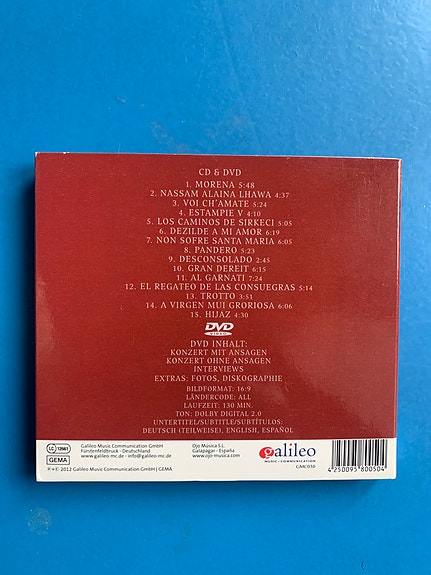 CD & DVD
1. MORENA 5:48
2. NASSAM ALAINA LHAWA 4:37
3. VOI CH'AMATE 5:24
4. ESTAMPIE V 4:10
5. LOS CAMINOS DE SIRKECI 5:05
6. DEZILDE A MI AMOR 6:19
7. NON SOFRE SANTA MARIA 6:05
8. PANDERO 5:23
9. DESCONSOLADO 2:45
10. GRAN DEREIT 6:15
11. AL GARNATI 7:24
12. EL REGATEO DE LAS CONSUEGRAS 5:14
13. TROTTO 3:51
14. A VIRGEN MUI GRORIOSA 6:06
15. HIJAZ 4:30
DVD
VIDEO
DVD INHALT:
KONZERT MIT ANSAGEN
KONZERT OHNE ANSAGEN
INTERVIEWS
EXTRAS: FOTOS, DISKOGRAPHIE
BILDFORMAT: 16:9
LÄNDERCODE: ALL
LAUFZEIT: 130 MIN.
TON: DOLBY DIGITAL 2.0
UNTERTITEL/SUBTITLE/SUBTÍTULOS:
DEUTSCH (TEILWEISE), ENGLISH, ESPAÑOL
LC 12661
GEMA
Galileo Music Communication GmbH
Fürstenfeldbruck - Deutschland
www.galileo-mc.de - info@galileo-mc.de
Ojo Música S.L.
Galapagar - España
www.ojo-musica.com
℗+© 2012 Galileo Music Communication GmbH | GEMA
galileo
MUSIC • COMMUNICATION
GMC050
4 250095 800504